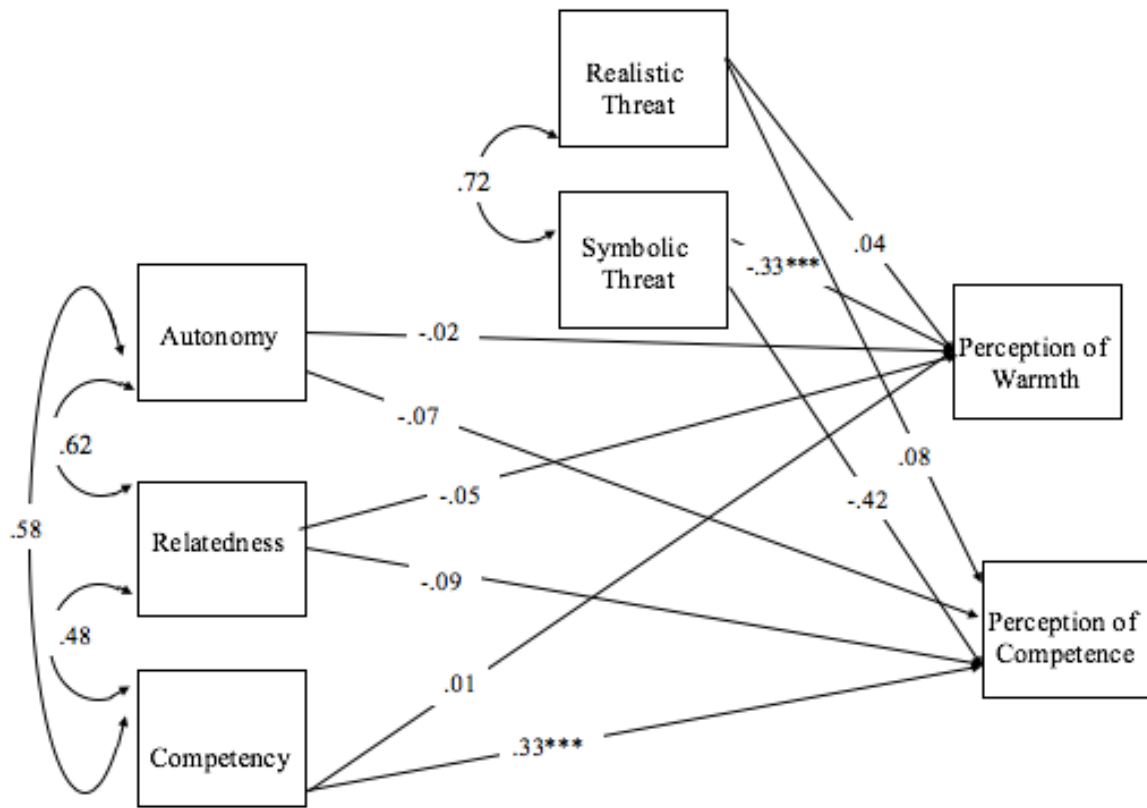 Realistic
Threat
.72
Symbolic
Threat
.04
-.33***
Autonomy
-.02
Perception of
Warmth
-.07
.62
.08
-.05
-.42
.58
Relatedness
-.09
.48
Perception of
Competence
.01
Competency
.33***